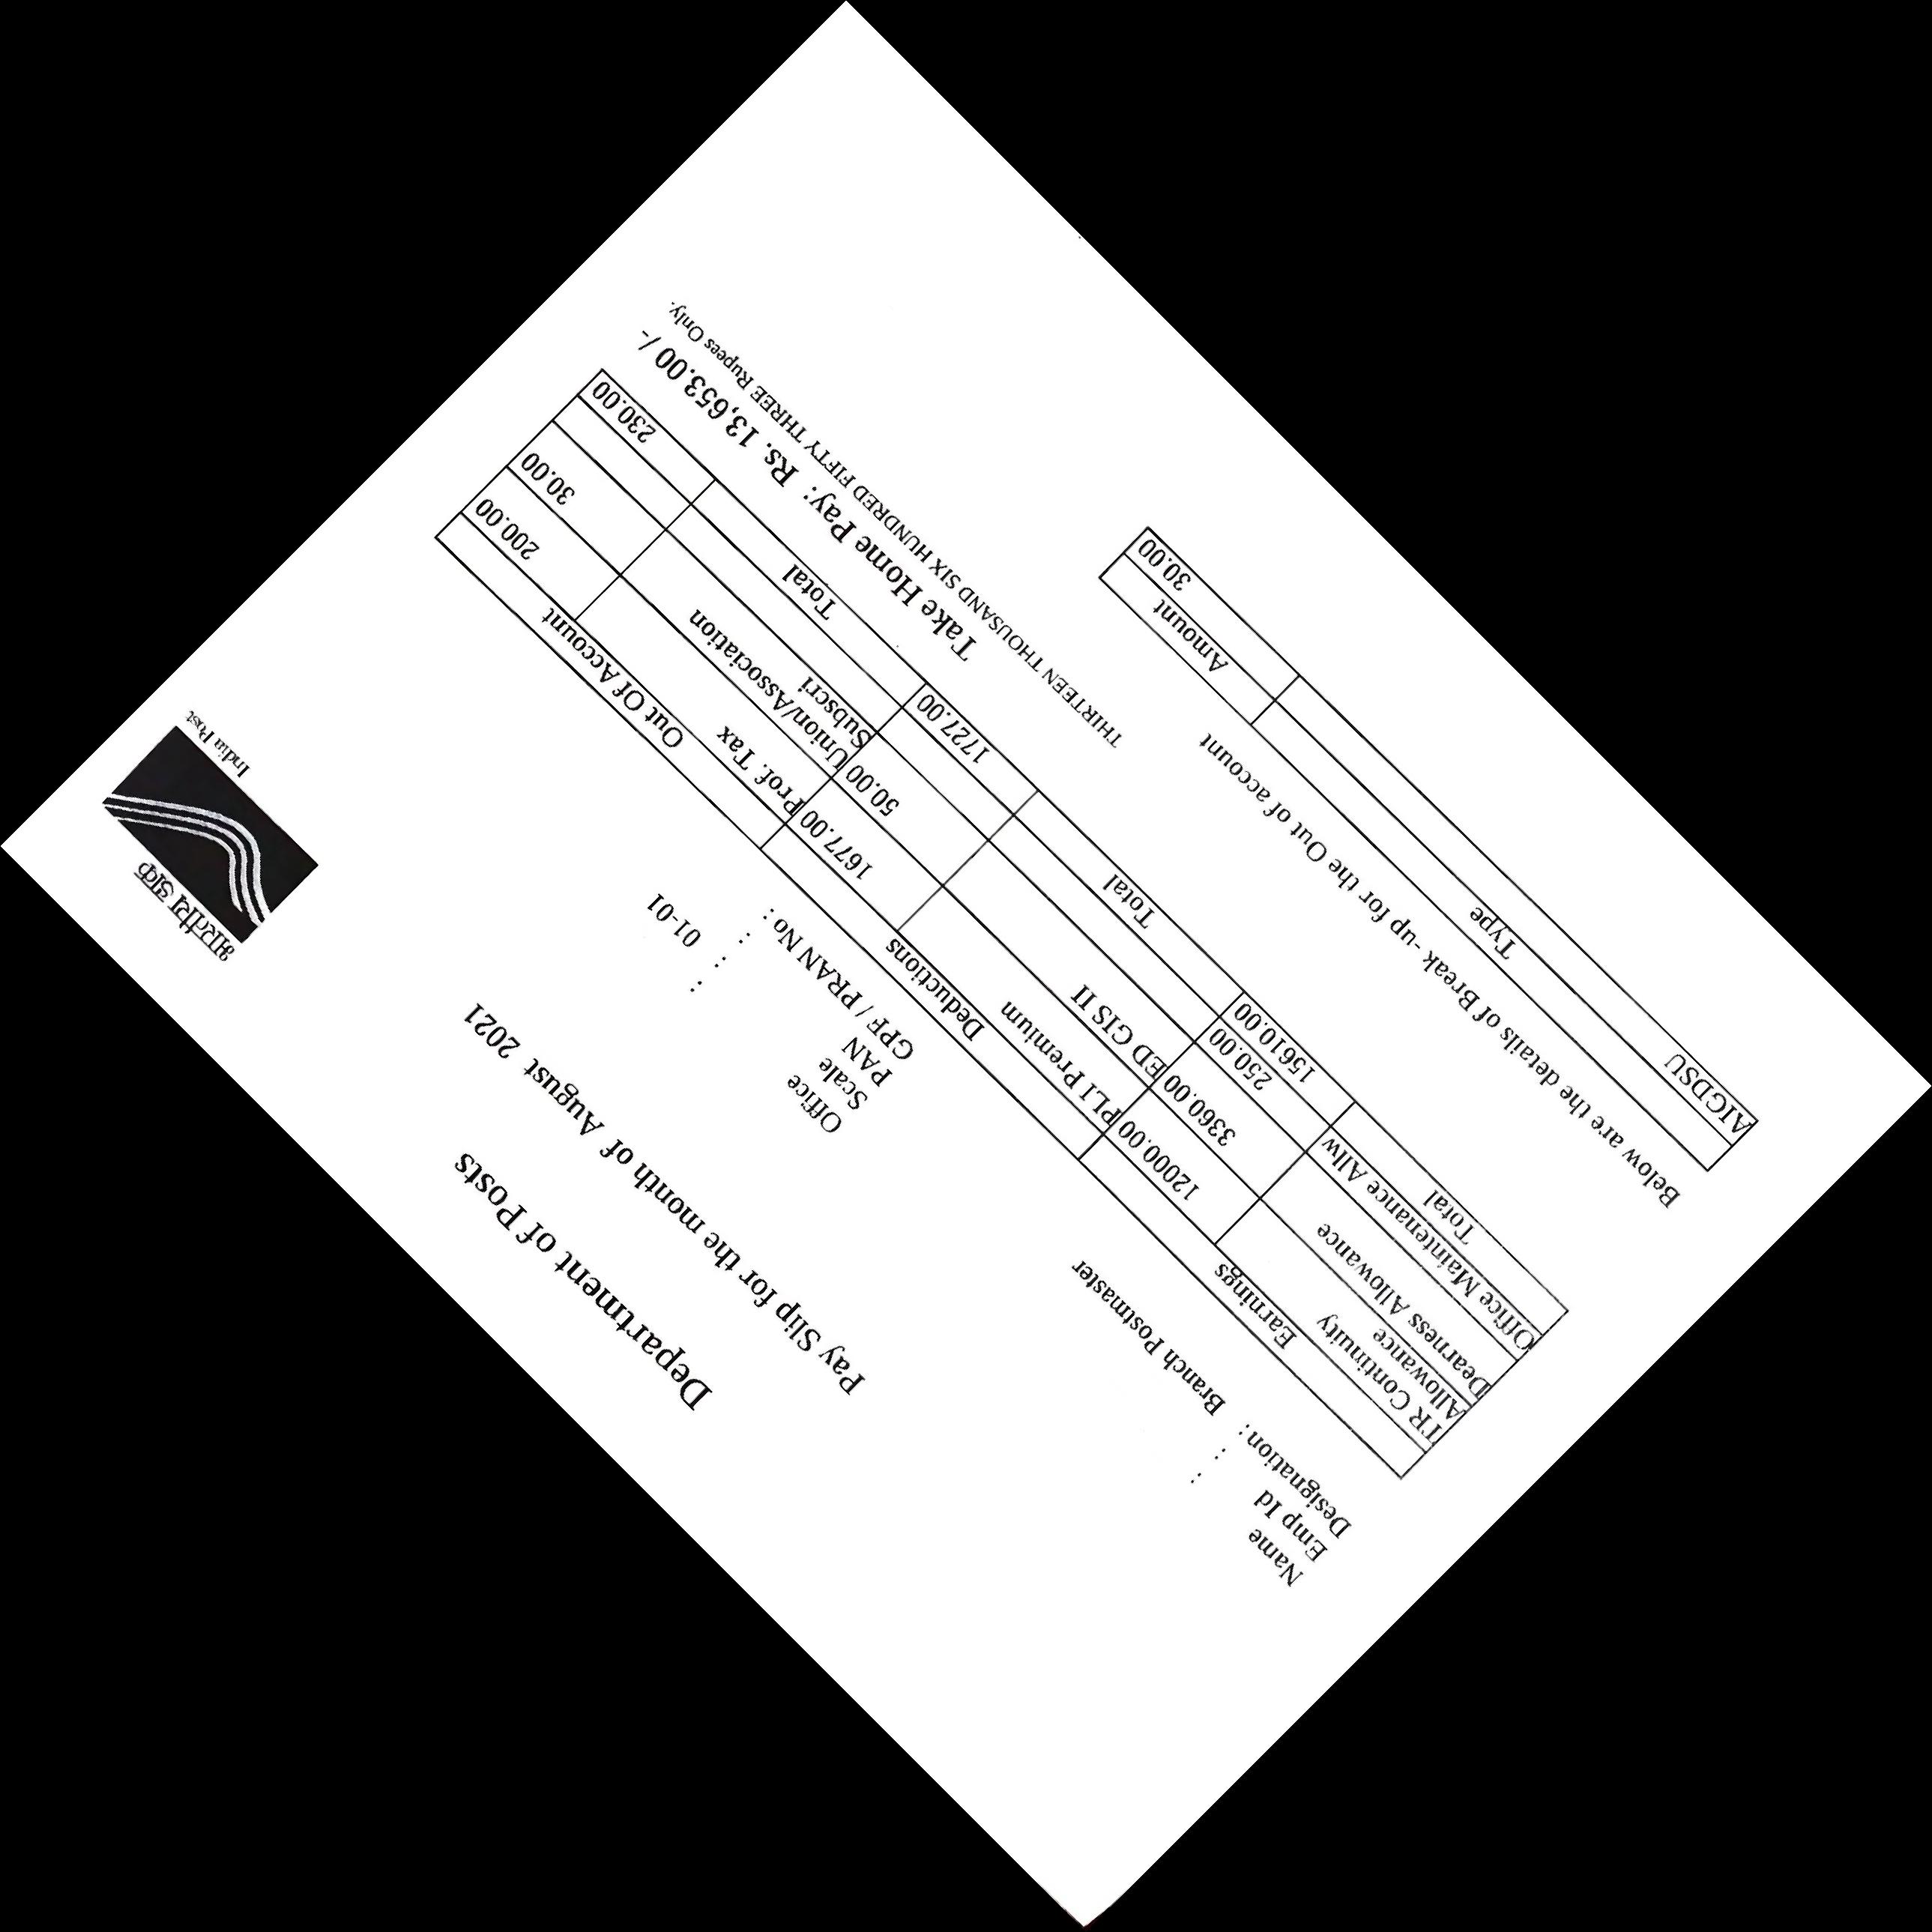 भारतीय डाक
India Post
Department of Posts
Pay Slip for the month of August 2021
Name :
Emp Id :
Designation: Branch Postmaster
Office :
Scale : 01-01
PAN :
GPF / PRAN No :
Earnings Deductions Out Of Account
TR Continuity Allowance 12000.00 PLI Premium 1677.00 Prof. Tax 200.00
Dearness Allowance 3360.00 ED GIS II 50.00 Union/Association Subscri 30.00
Office Maintenance Allw 250.00
Total 15610.00 Total 1727.00 Total 230.00
Take Home Pay: Rs. 13,653.00 /-
THIRTEEN THOUSAND SIX HUNDRED FIFTY THREE Rupees Only.
Below are the details of Break -up for the Out of account
Type Amount
AIGDSU 30.00